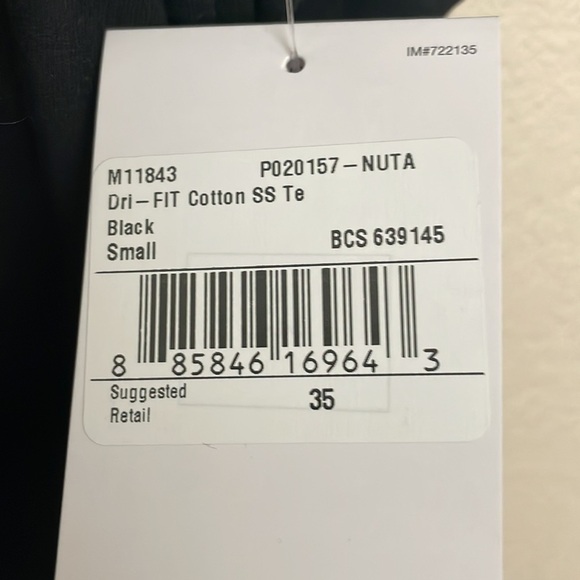 IM#722135
M11843 P020157-NUTA
Dri-FIT Cotton SS Te
Black
Small BCS 639145
8 85846 16964 3
Suggested
Retail 35